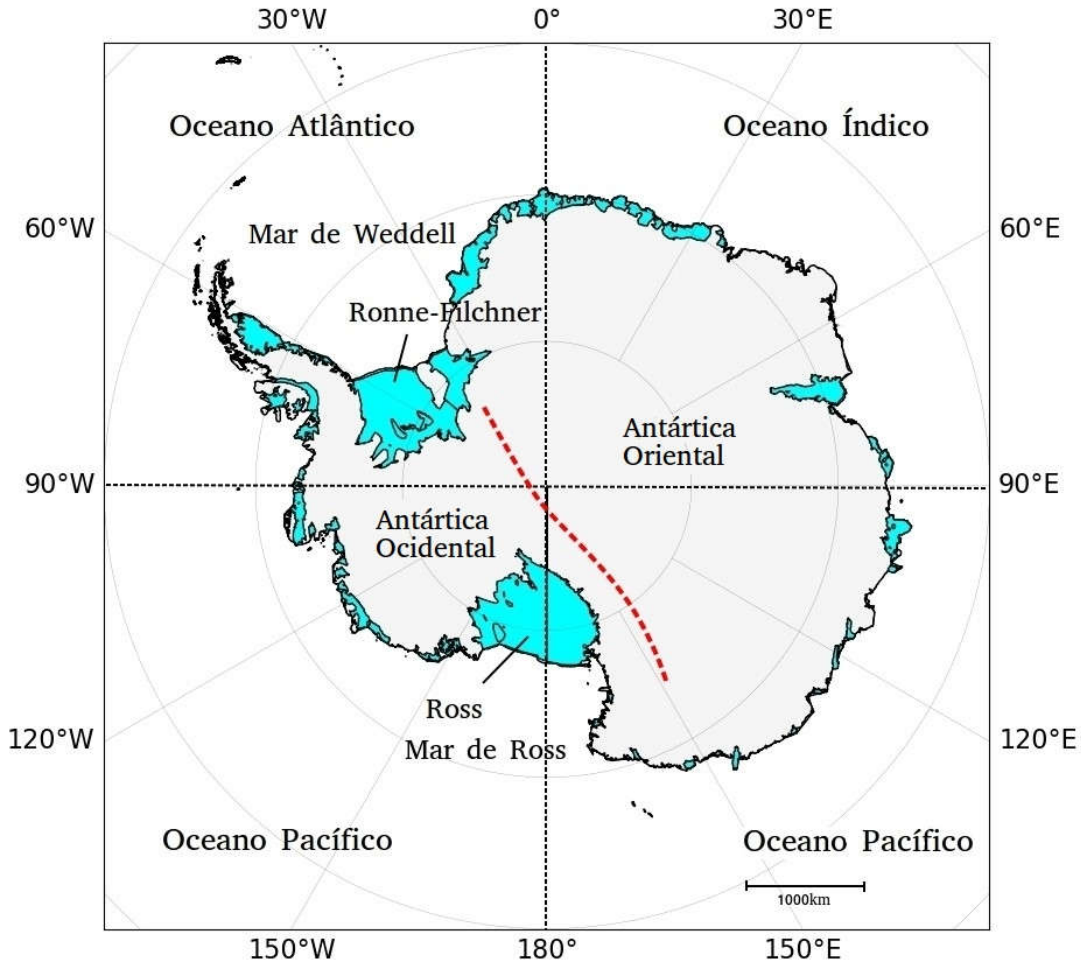 30°W 0° 30°E
Oceano Atlântico
Oceano Índico
60°W
Mar de Weddell
60°E
Ronne-Filchner
Antártica
Oriental
90°W
90°E
Antártica
Ocidental
Ross
Mar de Ross
120°W
120°E
Oceano Pacífico
Oceano Pacífico
1000km
150°W 180° 150°E